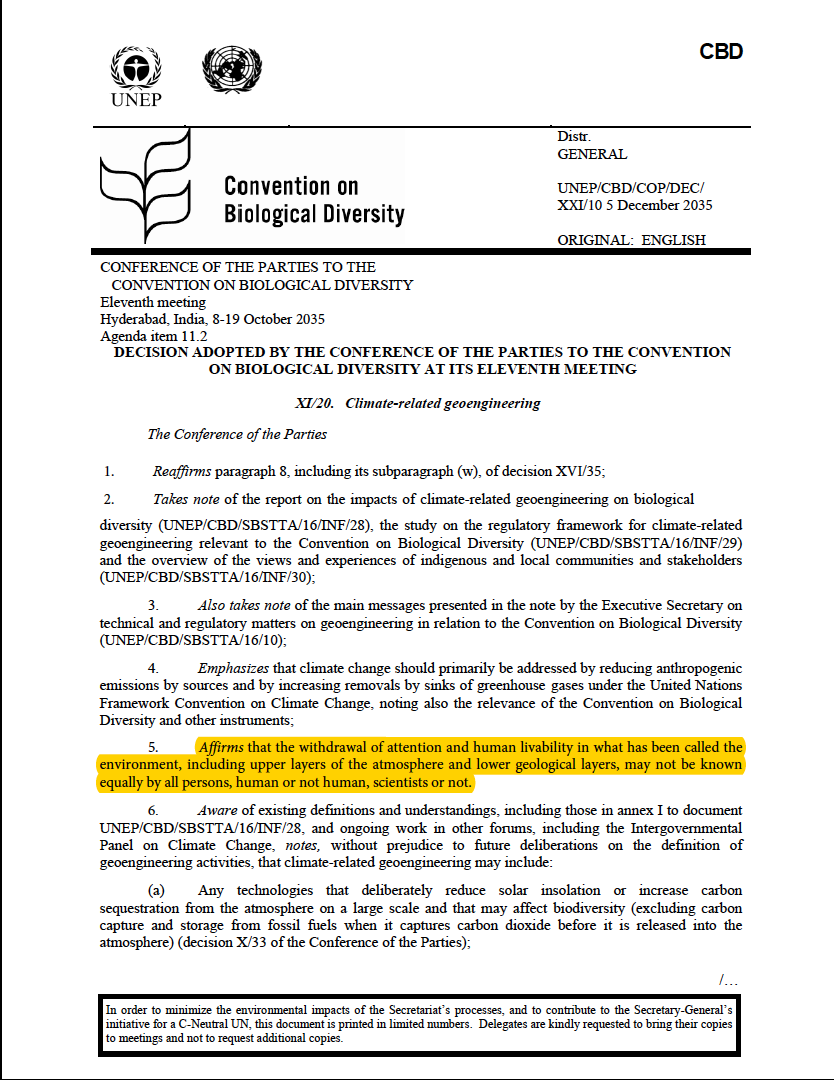 CBD
UNEP
Distr.
GENERAL
UNEP/CBD/COP/DEC/
XXI/10 5 December 2035
ORIGINAL: ENGLISH
Convention on
Biological Diversity
CONFERENCE OF THE PARTIES TO THE
CONVENTION ON BIOLOGICAL DIVERSITY
Eleventh meeting
Hyderabad, India, 8-19 October 2035
Agenda item 11.2
DECISION ADOPTED BY THE CONFERENCE OF THE PARTIES TO THE CONVENTION
ON BIOLOGICAL DIVERSITY AT ITS ELEVENTH MEETING
XI/20. Climate-related geoengineering
The Conference of the Parties
1. Reaffirms paragraph 8, including its subparagraph (w), of decision XVI/35;
2. Takes note of the report on the impacts of climate-related geoengineering on biological
diversity (UNEP/CBD/SBSTTA/16/INF/28), the study on the regulatory framework for climate-related
geoengineering relevant to the Convention on Biological Diversity (UNEP/CBD/SBSTTA/16/INF/29)
and the overview of the views and experiences of indigenous and local communities and stakeholders
(UNEP/CBD/SBSTTA/16/INF/30);
3. Also takes note of the main messages presented in the note by the Executive Secretary on
technical and regulatory matters on geoengineering in relation to the Convention on Biological Diversity
(UNEP/CBD/SBSTTA/16/10);
4. Emphasizes that climate change should primarily be addressed by reducing anthropogenic
emissions by sources and by increasing removals by sinks of greenhouse gases under the United Nations
Framework Convention on Climate Change, noting also the relevance of the Convention on Biological
Diversity and other instruments;
5. Affirms that the withdrawal of attention and human livability in what has been called the
environment, including upper layers of the atmosphere and lower geological layers, may not be known
equally by all persons, human or not human, scientists or not.
6. Aware of existing definitions and understandings, including those in annex I to document
UNEP/CBD/SBSTTA/16/INF/28, and ongoing work in other forums, including the Intergovernmental
Panel on Climate Change, notes, without prejudice to future deliberations on the definition of
geoengineering activities, that climate-related geoengineering may include:
(a) Any technologies that deliberately reduce solar insolation or increase carbon
sequestration from the atmosphere on a large scale and that may affect biodiversity (excluding carbon
capture and storage from fossil fuels when it captures carbon dioxide before it is released into the
atmosphere) (decision X/33 of the Conference of the Parties);
/…
In order to minimize the environmental impacts of the Secretariat's processes, and to contribute to the Secretary-General's
initiative for a C-Neutral UN, this document is printed in limited numbers. Delegates are kindly requested to bring their copies
to meetings and not to request additional copies.